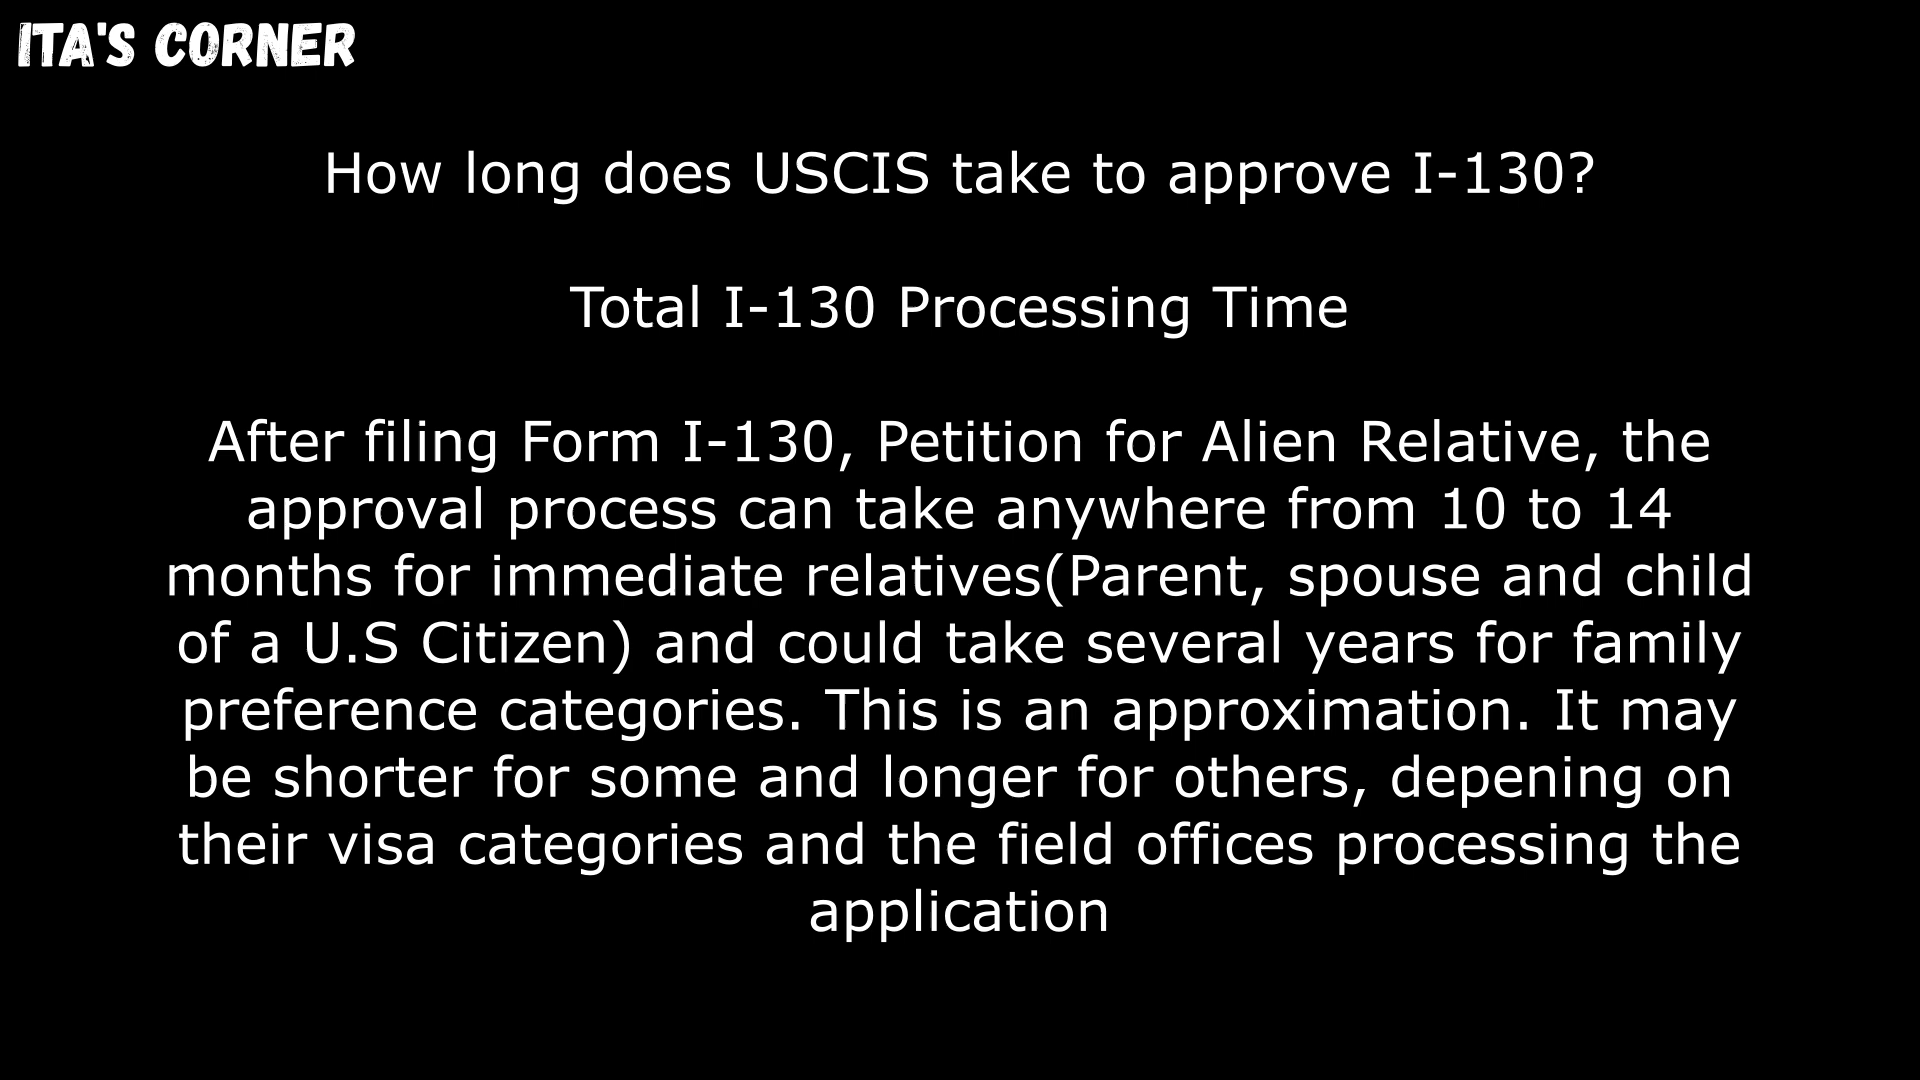 ITA'S CORNER
How long does USCIS take to approve I-130?
Total I-130 Processing Time
After filing Form I-130, Petition for Alien Relative, the
approval process can take anywhere from 10 to 14
months for immediate relatives(Parent, spouse and child
of a U.S Citizen) and could take several years for family
preference categories. This is an approximation. It may
be shorter for some and longer for others, depening on
their visa categories and the field offices processing the
application